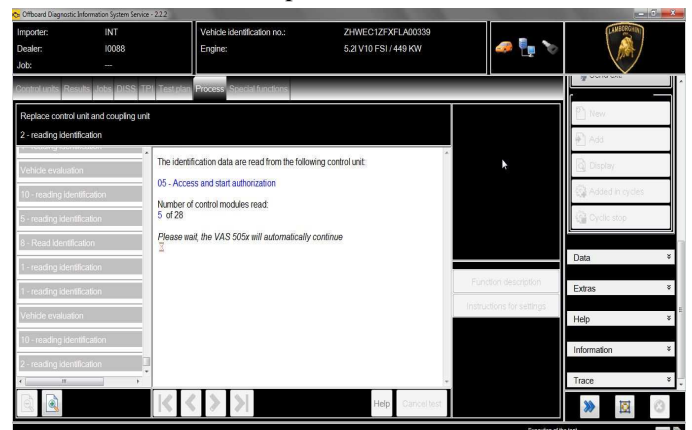 Offboard Diagnostic Information System Service - 2.2.2
Importer: INT
Dealer: I0088
Job: ---
Vehicle identification no.: ZHWEC1ZFXFLA00339
Engine: 5.2l V10 FSI / 449 KW
LAMBORGHINI
Control units Results Jobs DISS TPI Test plan Process Special functions
Replace control unit and coupling unit
2 - reading identification
Vehicle evaluation
10 - reading identification
5 - reading identification
8 - Read identification
1 - reading identification
1 - reading identification
Vehicle evaluation
10 - reading identification
2 - reading identification
The identification data are read from the following control unit:
05 - Access and start authorization
Number of control modules read:
5 of 28
Please wait, the VAS 505x will automatically continue
Function description
Instructions for settings
Help
Cancel test
New
Add
Display
Added in cycles
Cyclic stop
Data
Extras
Help
Information
Trace